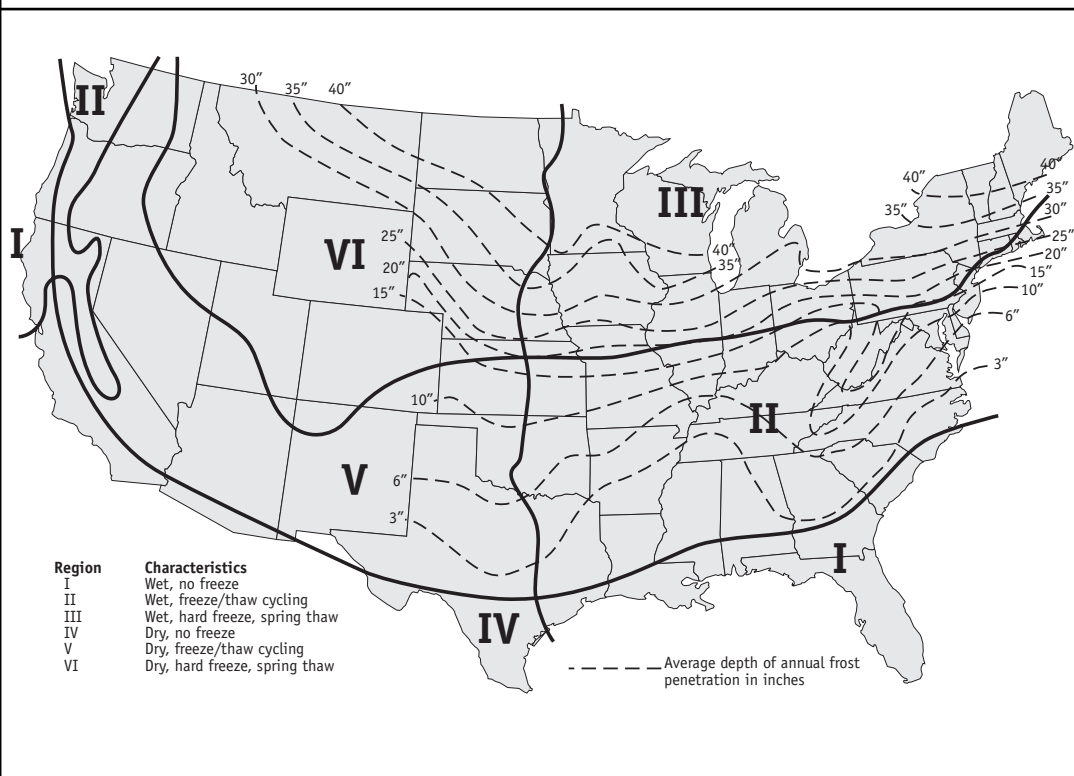 30” 35” 40”
II
40”
40”
III
35”
35”
30”
I
VI
25”
40”
25”
20”
35”
20”
15”
15”
10”
6”
3”
10”
II
V
6”
3”
I
Region Characteristics
I Wet, no freeze
II Wet, freeze/thaw cycling
III Wet, hard freeze, spring thaw
IV Dry, no freeze
V Dry, freeze/thaw cycling
VI Dry, hard freeze, spring thaw
IV
Average depth of annual frost
penetration in inches